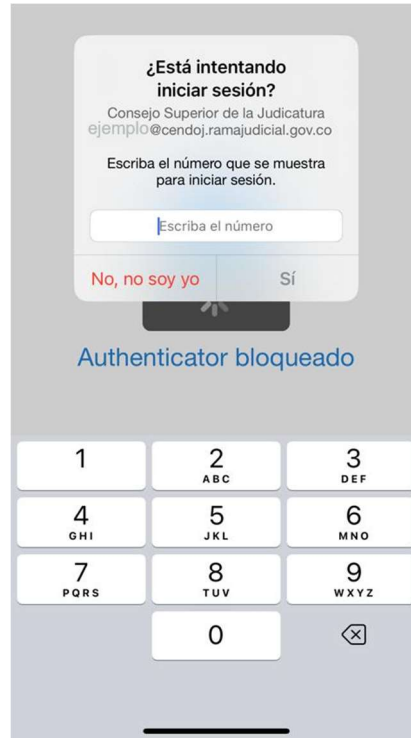 ¿Está intentando
iniciar sesión?
Consejo Superior de la Judicatura
ejemplo@cendoj.ramajudicial.gov.co
Escriba el número que se muestra
para iniciar sesión.
Escriba el número
No, no soy yo Sí
Authenticator bloqueado
1 2 3
ABC DEF
4 5 6
GHI JKL MNO
7 8 9
PQRS TUV WXYZ
0